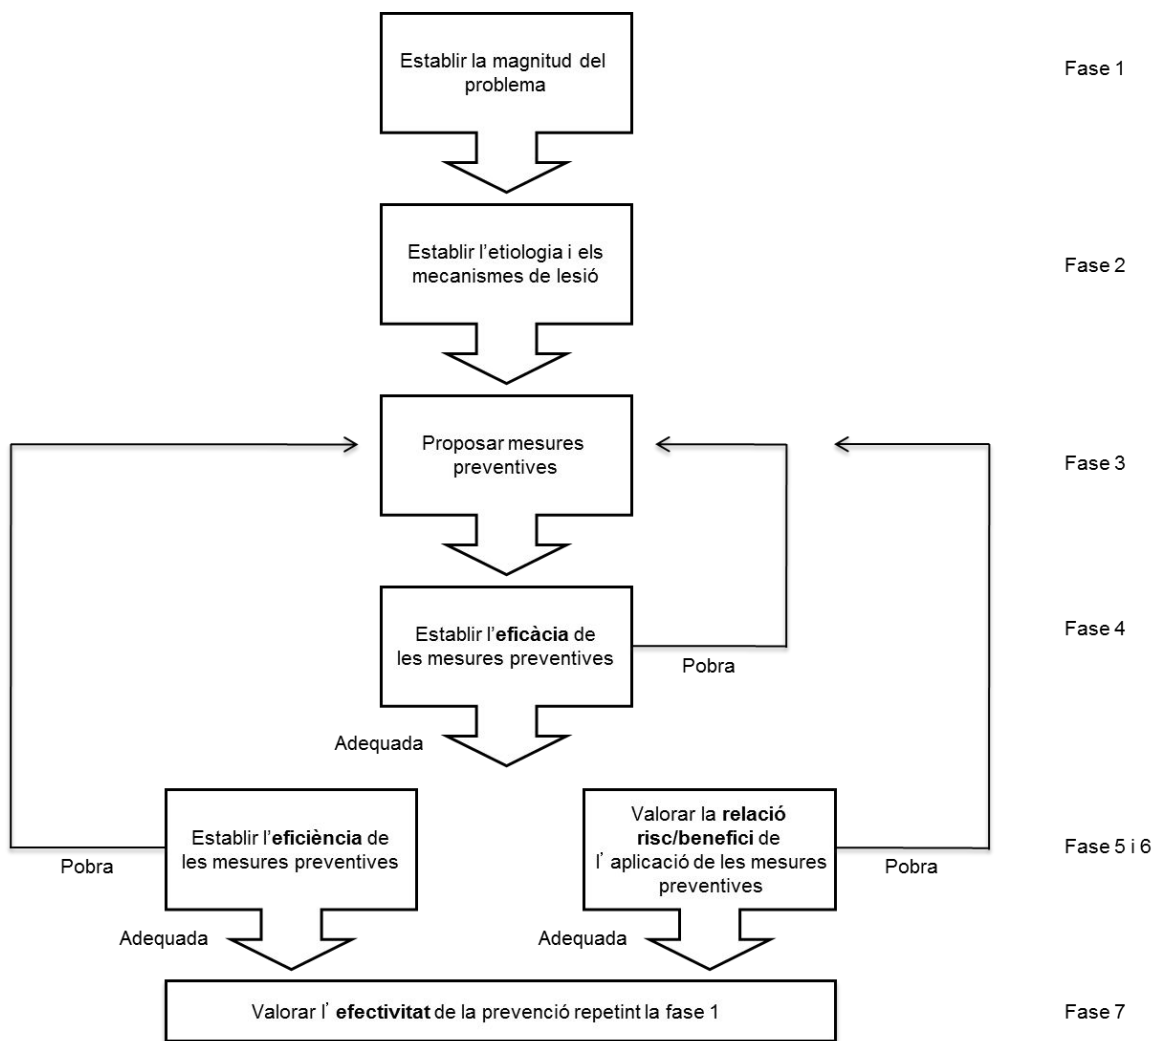 Establir la magnitud del
problema
Fase 1
Establir l’etiologia i els
mecanismes de lesió
Fase 2
Proposar mesures
preventives
Fase 3
Establir l’eficàcia de
les mesures preventives
Fase 4
Pobra
Adequada
Establir l’eficiència de
les mesures preventives
Valorar la relació
risc/benefici de
l’ aplicació de les mesures
preventives
Fase 5 i 6
Pobra
Pobra
Adequada
Adequada
Valorar l’ efectivitat de la prevenció repetint la fase 1
Fase 7